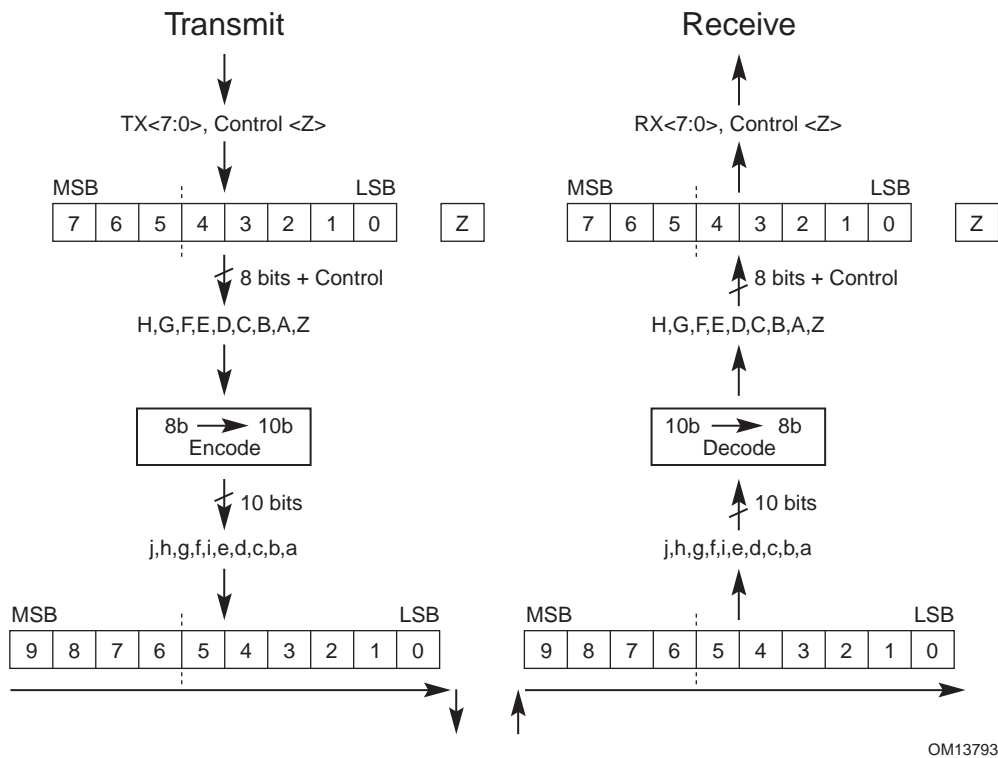 Transmit
TX<7:0>, Control <Z>
MSB LSB
7 6 5 4 3 2 1 0 Z
8 bits + Control
H,G,F,E,D,C,B,A,Z
8b 10b
Encode
10 bits
j,h,g,f,i,e,d,c,b,a
MSB LSB
9 8 7 6 5 4 3 2 1 0
Receive
RX<7:0>, Control <Z>
MSB LSB
7 6 5 4 3 2 1 0 Z
8 bits + Control
H,G,F,E,D,C,B,A,Z
10b 8b
Decode
10 bits
j,h,g,f,i,e,d,c,b,a
MSB LSB
9 8 7 6 5 4 3 2 1 0
OM13793